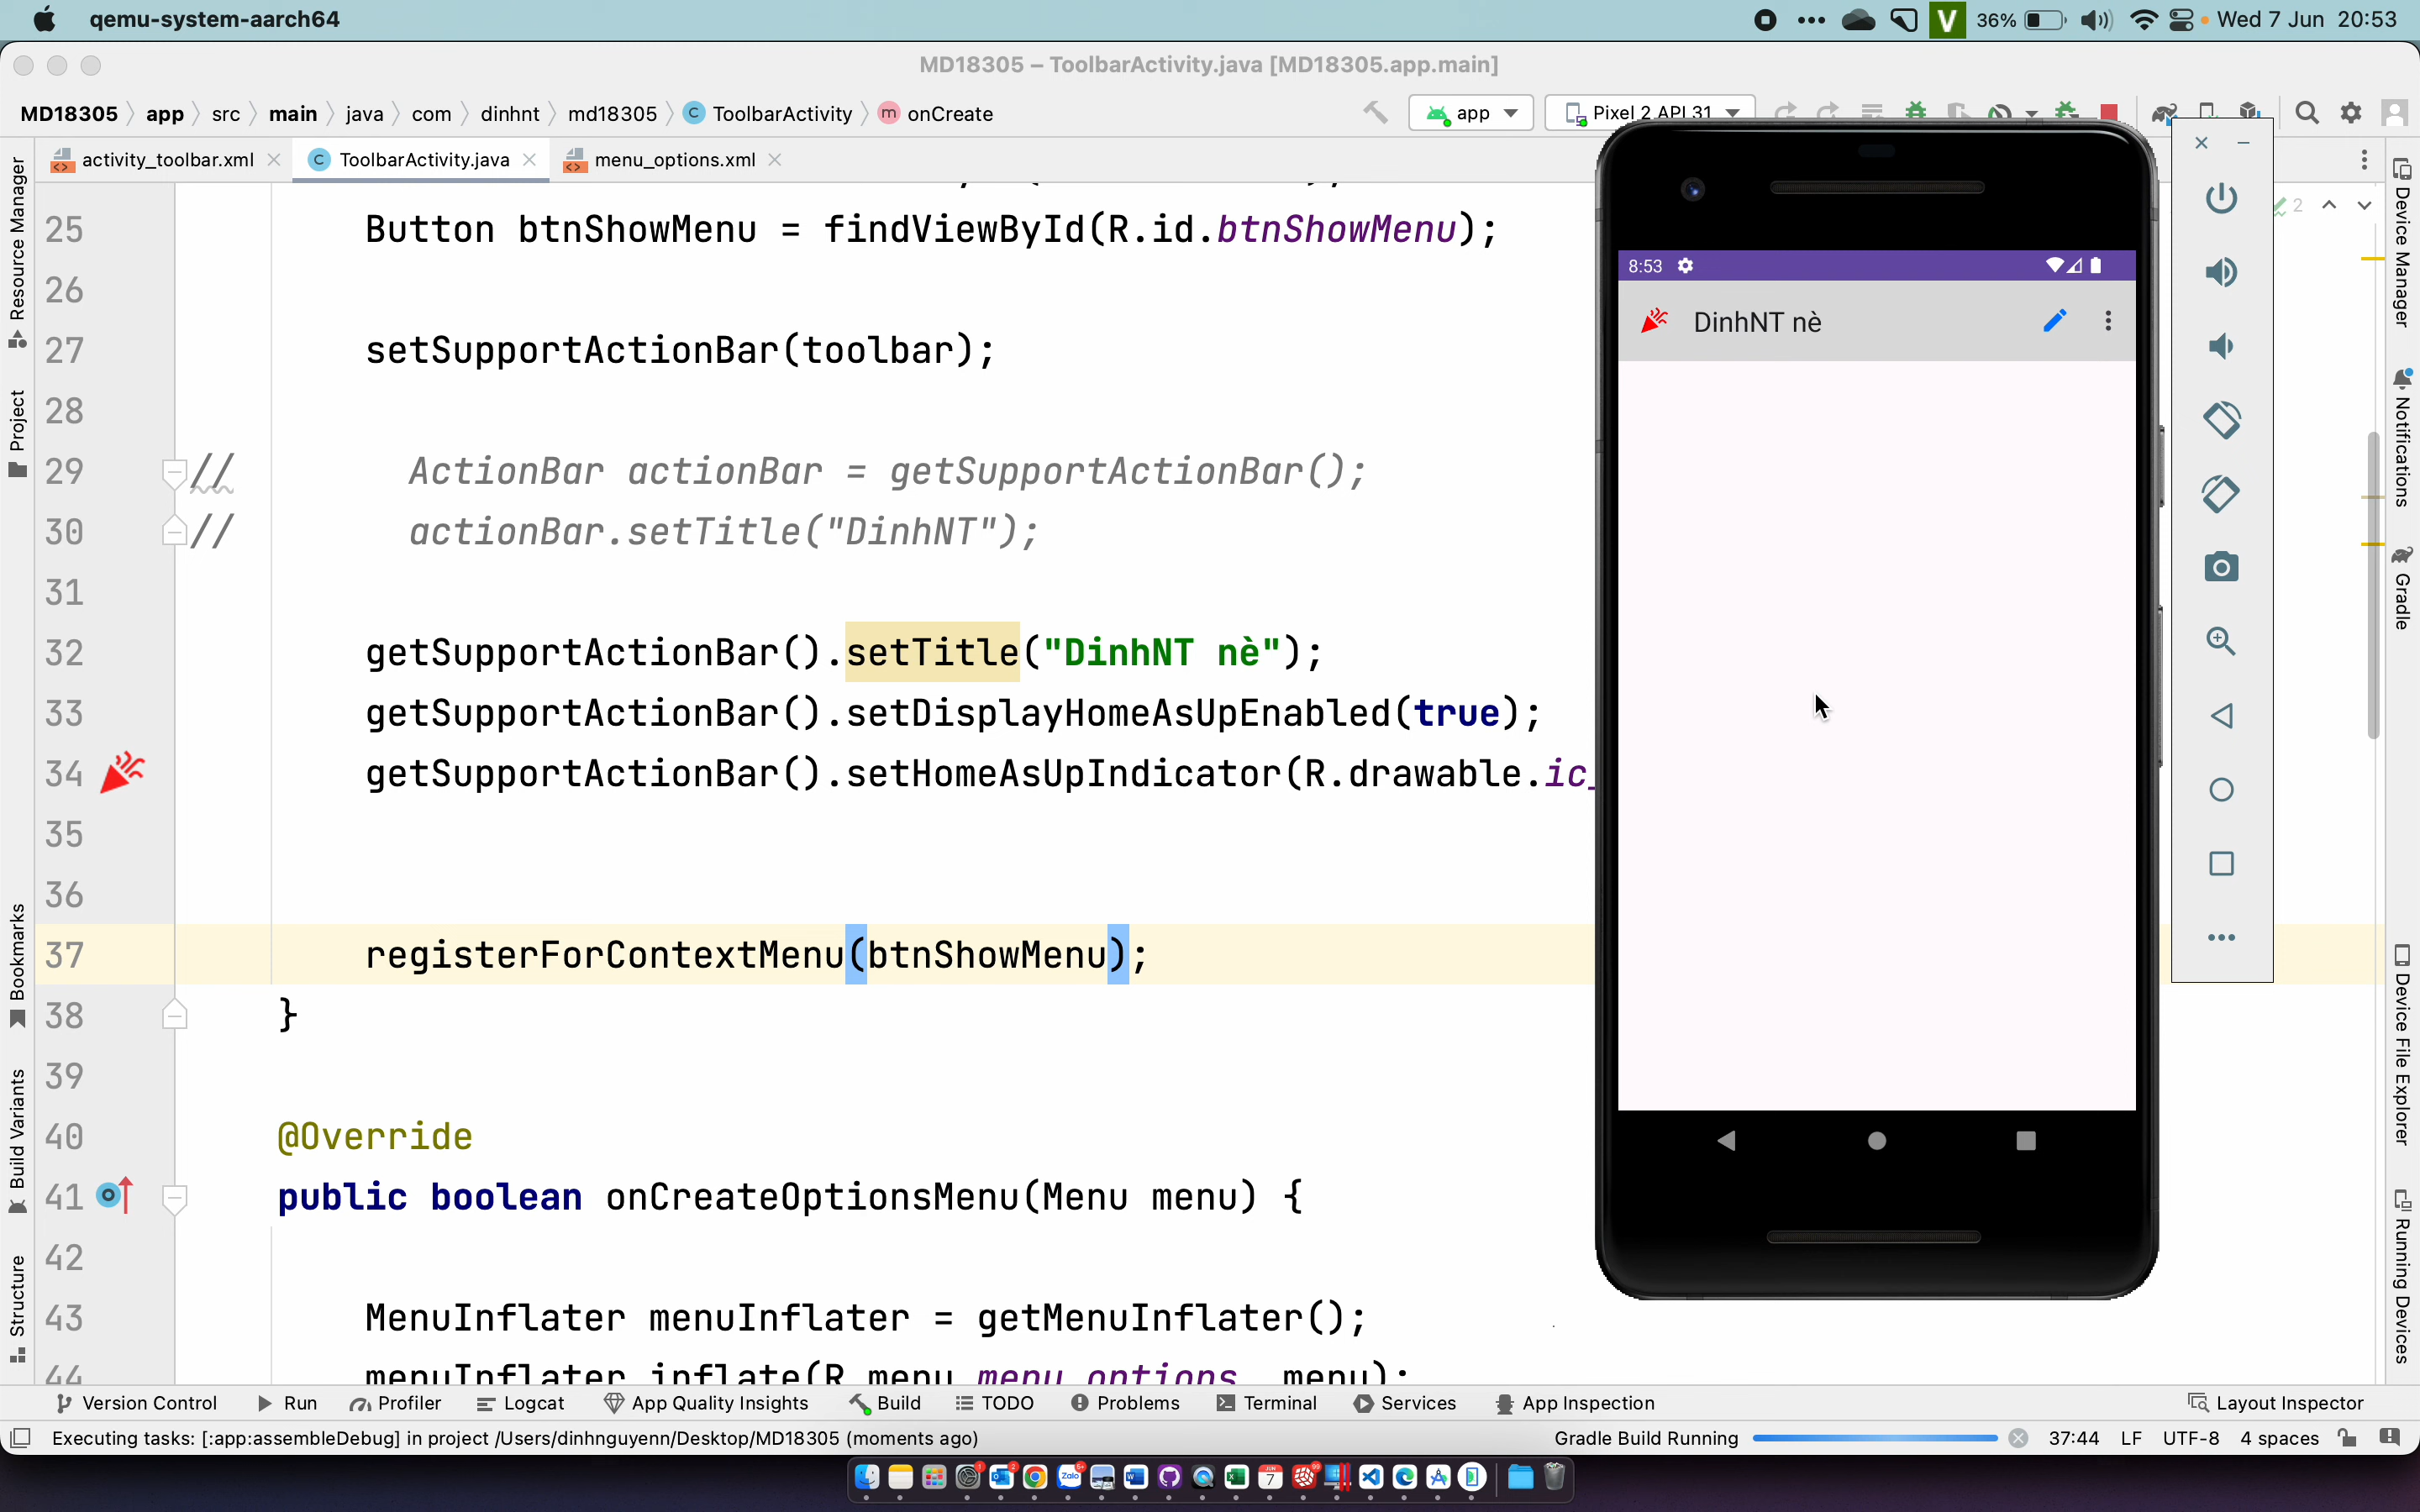 qemu-system-aarch64
36%
Wed 7 Jun 20:53
MD18305 – ToolbarActivity.java [MD18305.app.main]
MD18305 app src main java com dinhnt md18305 ToolbarActivity onCreate
app
Pixel 2 API 31
activity_toolbar.xml
ToolbarActivity.java
menu_options.xml
2
25 Button btnShowMenu = findViewById(R.id.btnShowMenu);
26
27 setSupportActionBar(toolbar);
28
29 // ActionBar actionBar = getSupportActionBar();
30 // actionBar.setTitle("DinhNT");
31
32 getSupportActionBar().setTitle("DinhNT nè");
33 getSupportActionBar().setDisplayHomeAsUpEnabled(true);
34 getSupportActionBar().setHomeAsUpIndicator(R.drawable.ic_
35
36
37 registerForContextMenu(btnShowMenu);
38 }
39
40 @Override
41 public boolean onCreateOptionsMenu(Menu menu) {
42
43 MenuInflater menuInflater = getMenuInflater();
44 menuInflater.inflate(R.menu.menu_options, menu);
8:53
DinhNT nè
Resource Manager
Project
Bookmarks
Build Variants
Structure
Device Manager
Notifications
Gradle
Device File Explorer
Running Devices
Version Control Run Profiler Logcat App Quality Insights Build TODO Problems Terminal Services App Inspection Layout Inspector
Executing tasks: [:app:assembleDebug] in project /Users/dinhnguyenn/Desktop/MD18305 (moments ago)
Gradle Build Running
37:44 LF UTF-8 4 spaces